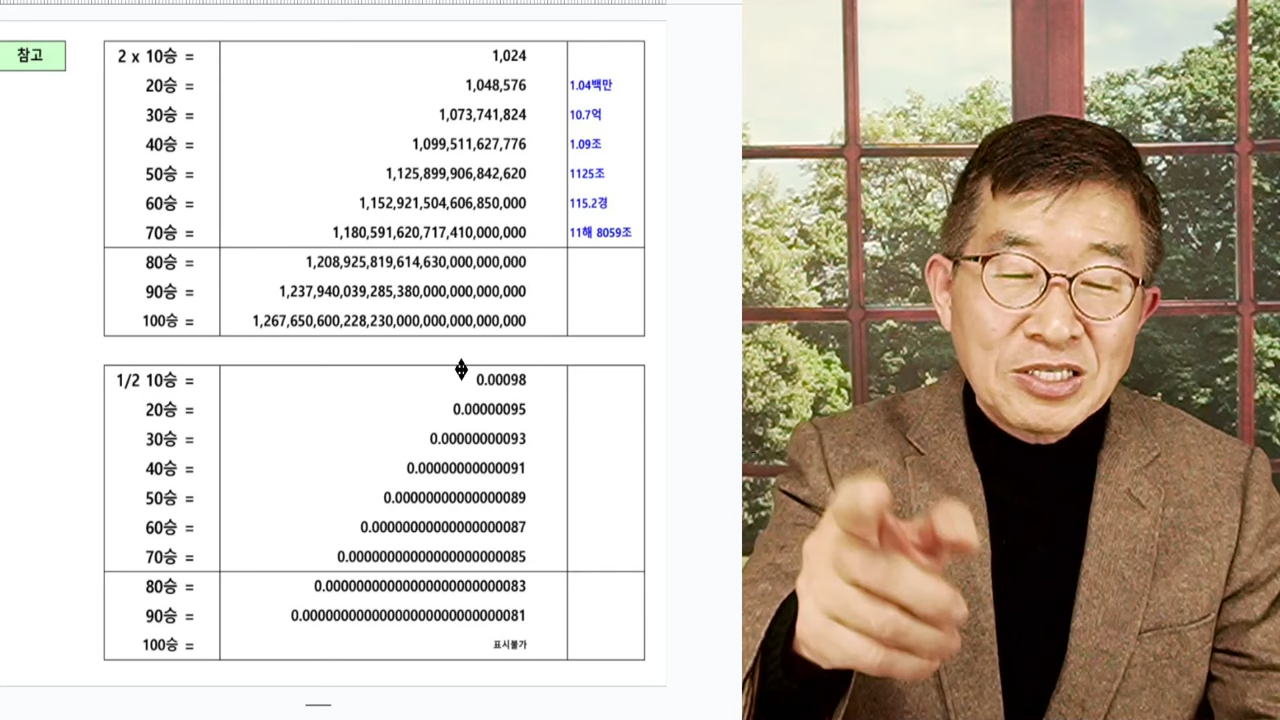 참고
2 x 10승 = 1,024
20승 = 1,048,576 1.04백만
30승 = 1,073,741,824 10.7억
40승 = 1,099,511,627,776 1.09조
50승 = 1,125,899,906,842,620 1125조
60승 = 1,152,921,504,606,850,000 115.2경
70승 = 1,180,591,620,717,410,000,000 11해 8059조
80승 = 1,208,925,819,614,630,000,000,000
90승 = 1,237,940,039,285,380,000,000,000,000
100승 = 1,267,650,600,228,230,000,000,000,000,000
1/2 10승 = 0.00098
20승 = 0.00000095
30승 = 0.00000000093
40승 = 0.00000000000091
50승 = 0.00000000000000089
60승 = 0.00000000000000000087
70승 = 0.00000000000000000000085
80승 = 0.00000000000000000000000083
90승 = 0.00000000000000000000000000081
100승 = 표시불가